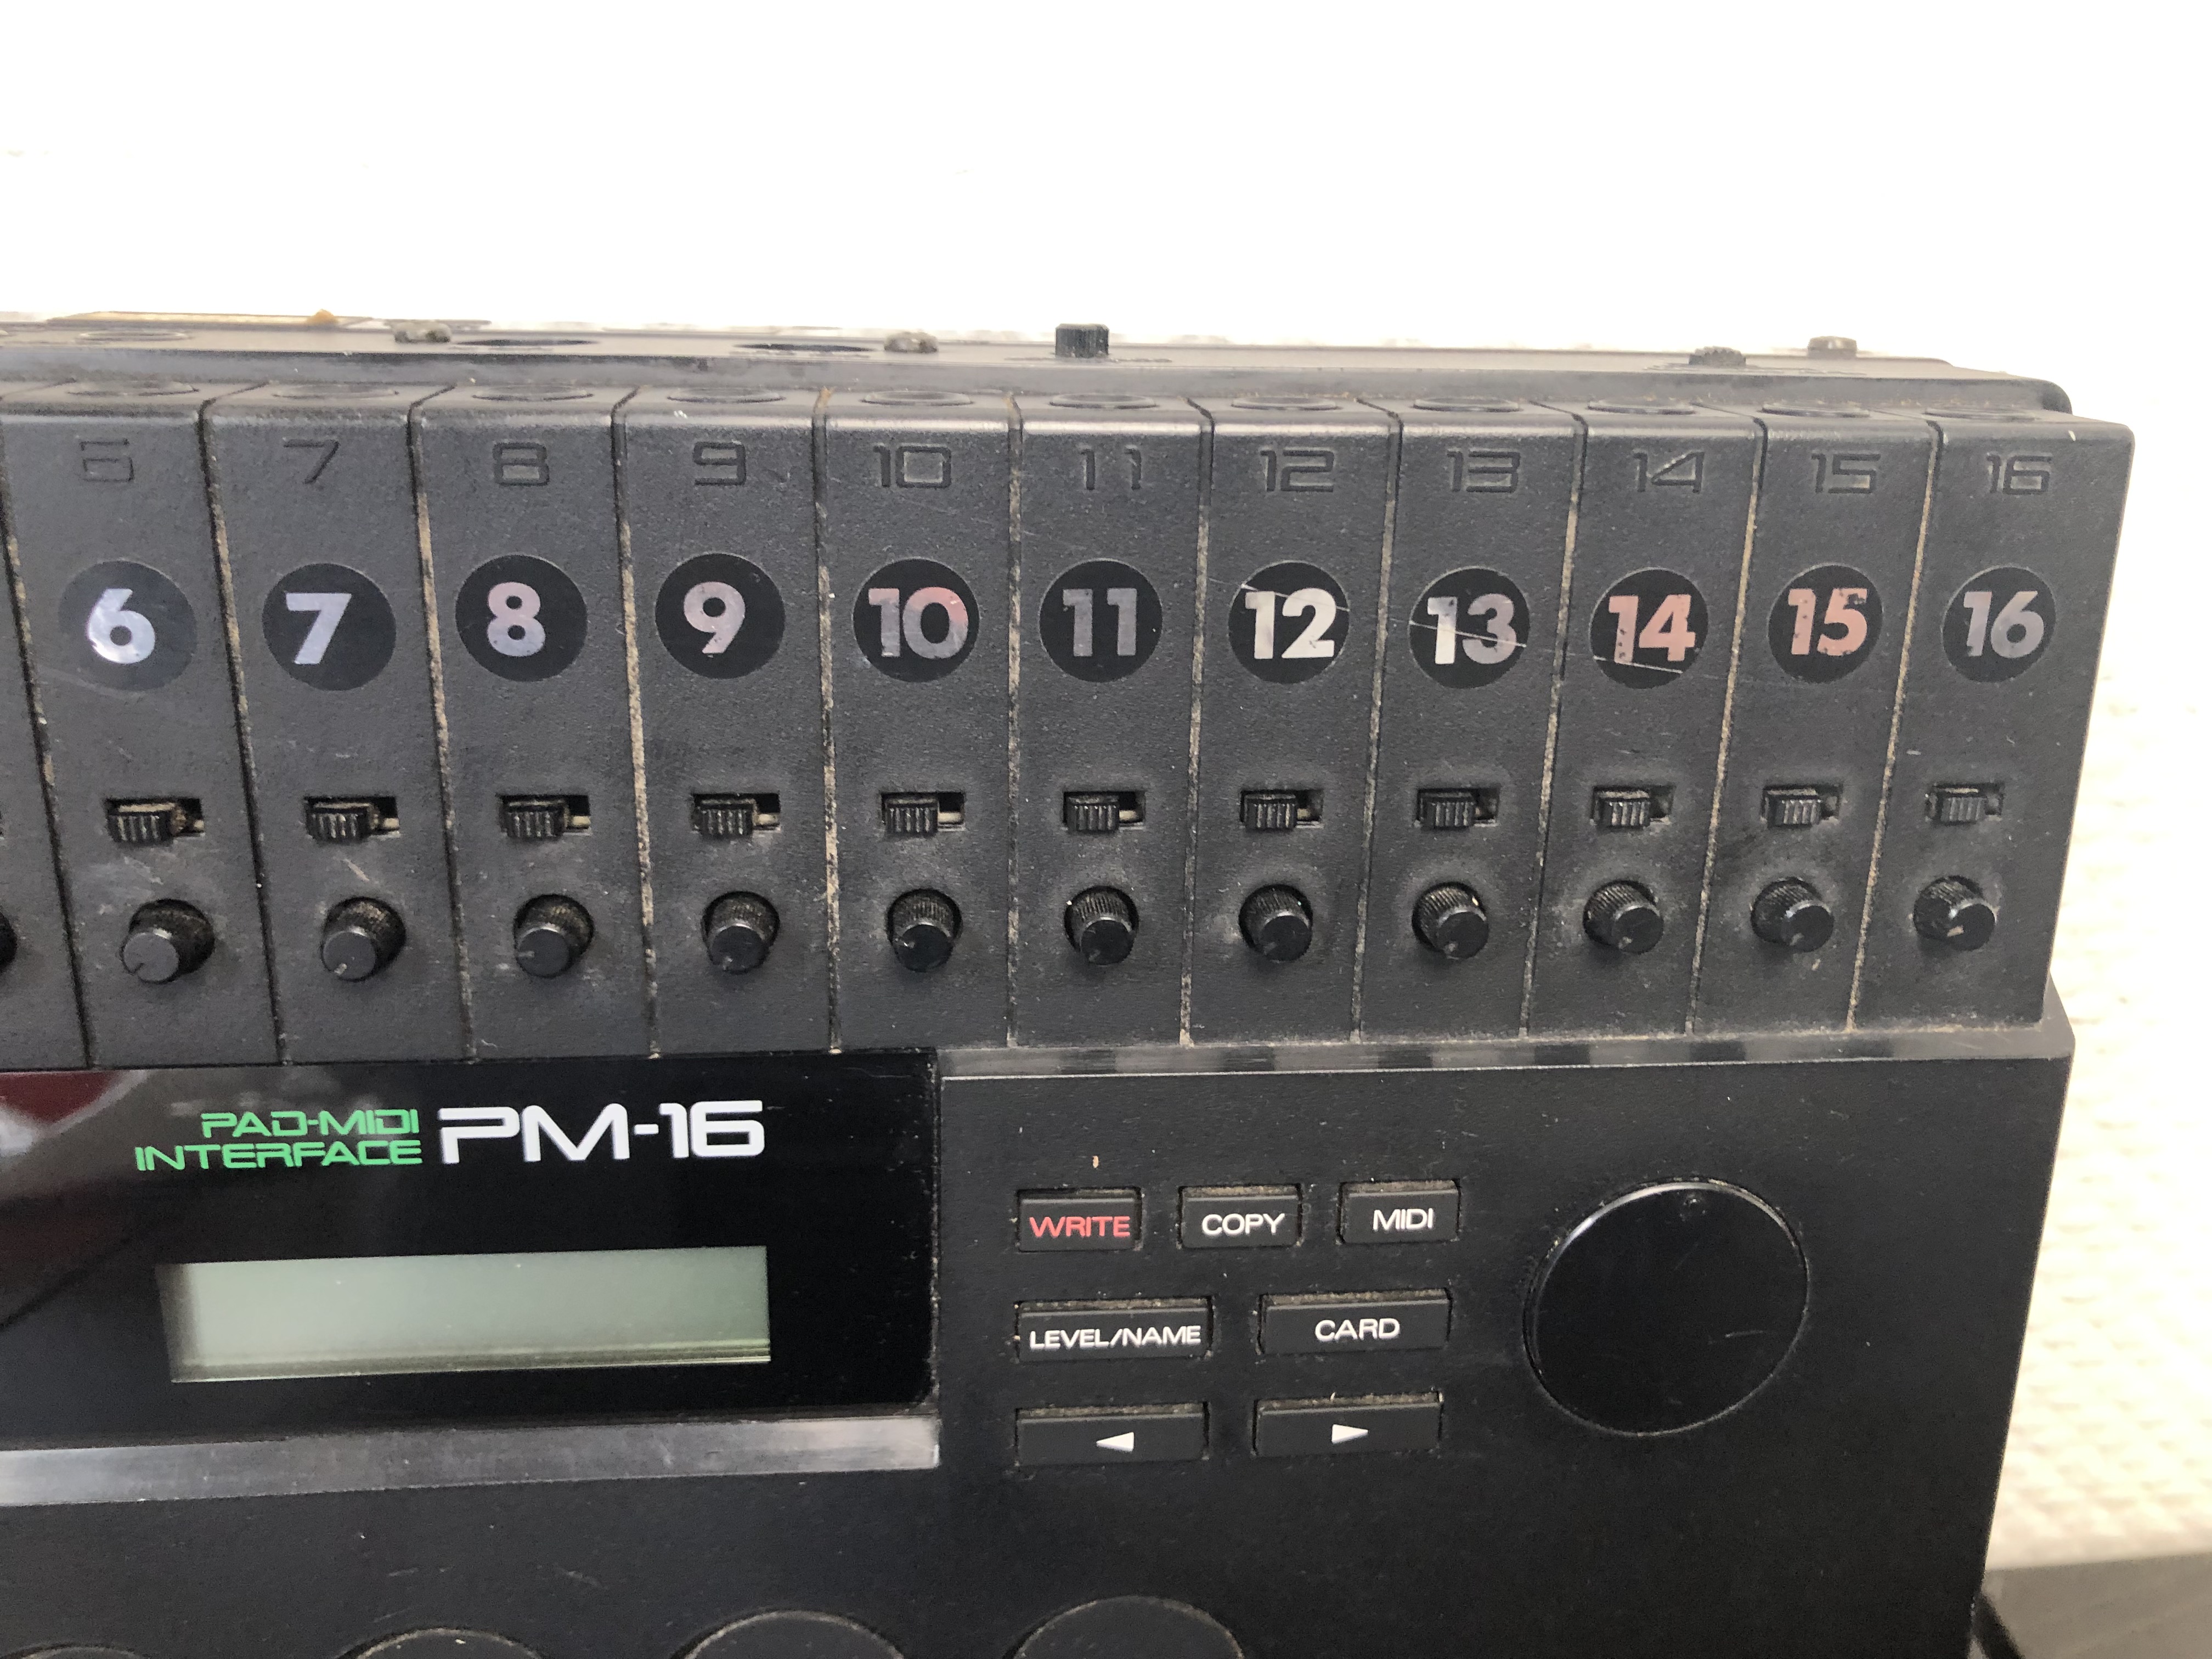 6 7 8 9 10 11 12 13 14 15 16
6 7 8 9 10 11 12 13 14 15 16
PAD-MIDI
INTERFACE PM-16
WRITE COPY MIDI
LEVEL/NAME CARD
◄ ►